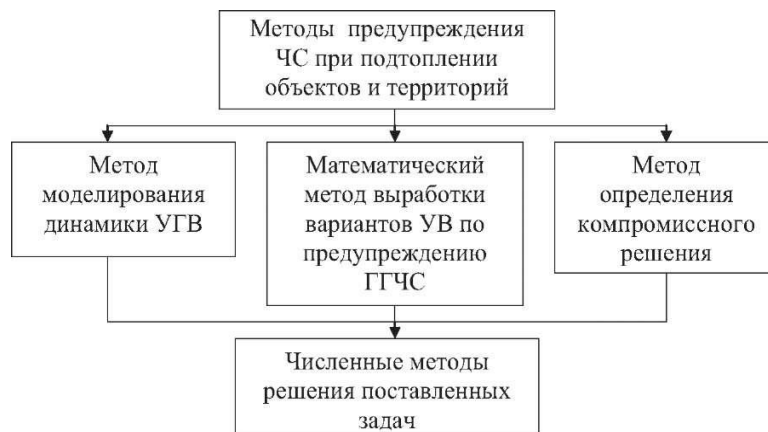 Методы предупреждения
ЧС при подтоплении
объектов и территорий
Метод
моделирования
динамики УГВ
Математический
метод выработки
вариантов УВ по
предупреждению
ГГЧС
Метод
определения
компромиссного
решения
Численные методы
решения поставленных
задач